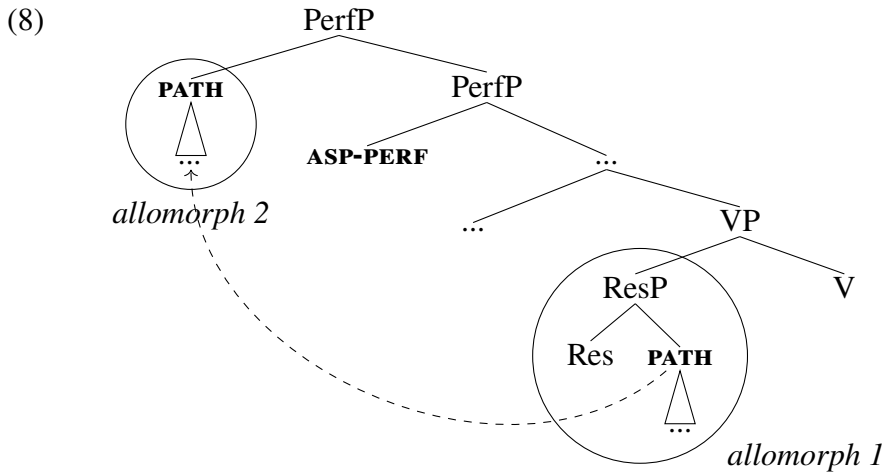 (8)
PerfP
PATH
PerfP
ASP-PERF
...
...
allomorph 2
...
VP
ResP
V
Res
PATH
...
allomorph 1